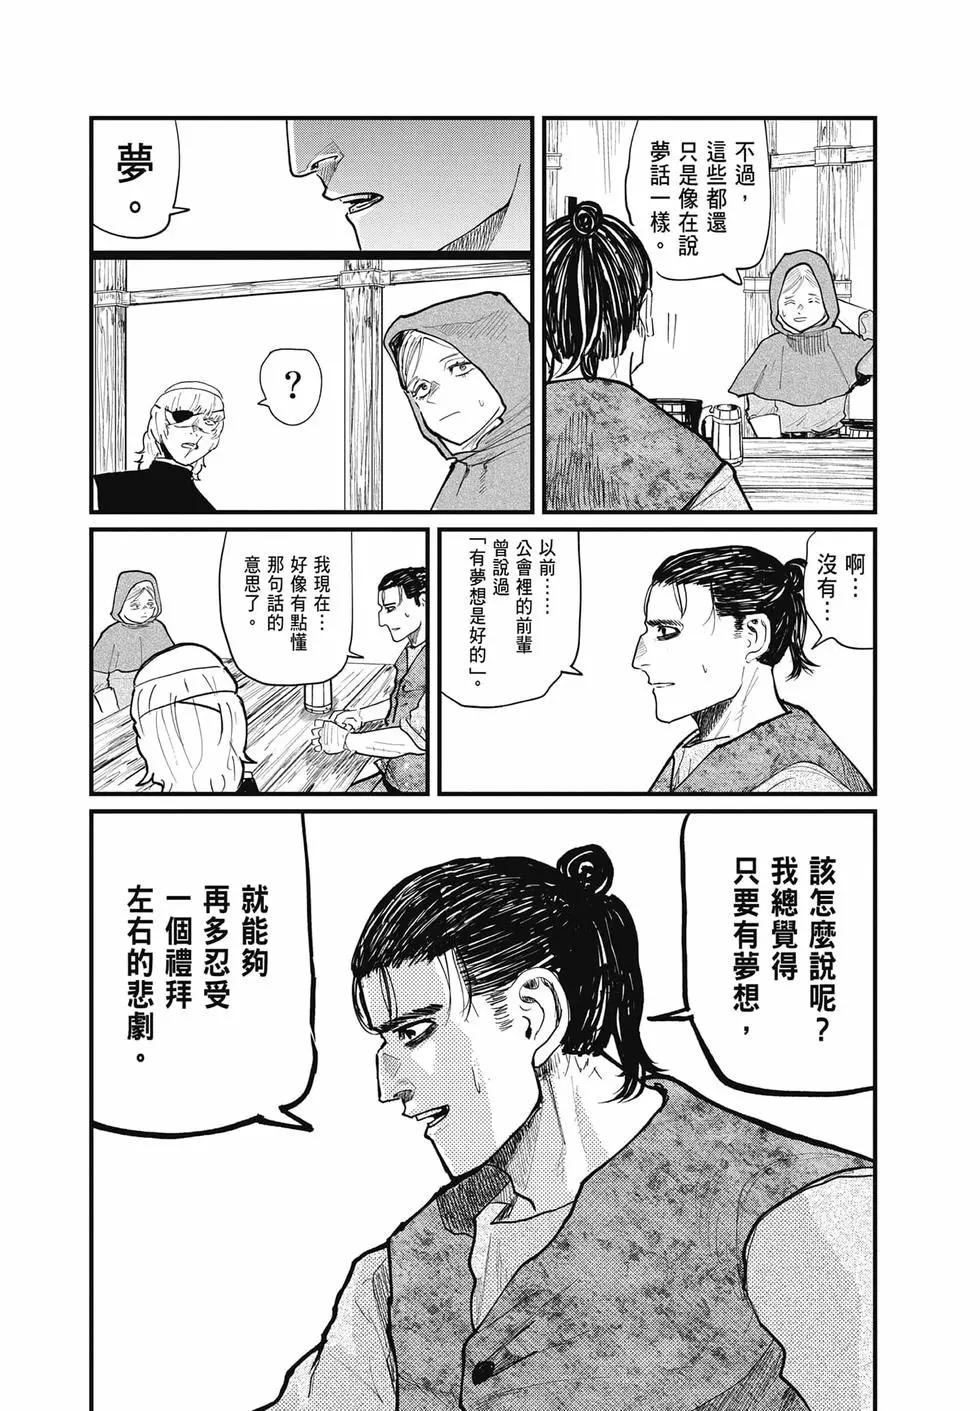 不過，
這些都還
只是像在說
夢話一樣。
夢。
？
啊…
沒有…
以前……
公會裡的前輩
曾說過
「有夢想是好的」。
我現在…
好像有點懂
那句話的
意思了。
該怎麼說呢？
我總覺得
只要有夢想，
就能夠
再多忍受
一個禮拜
左右的悲劇。